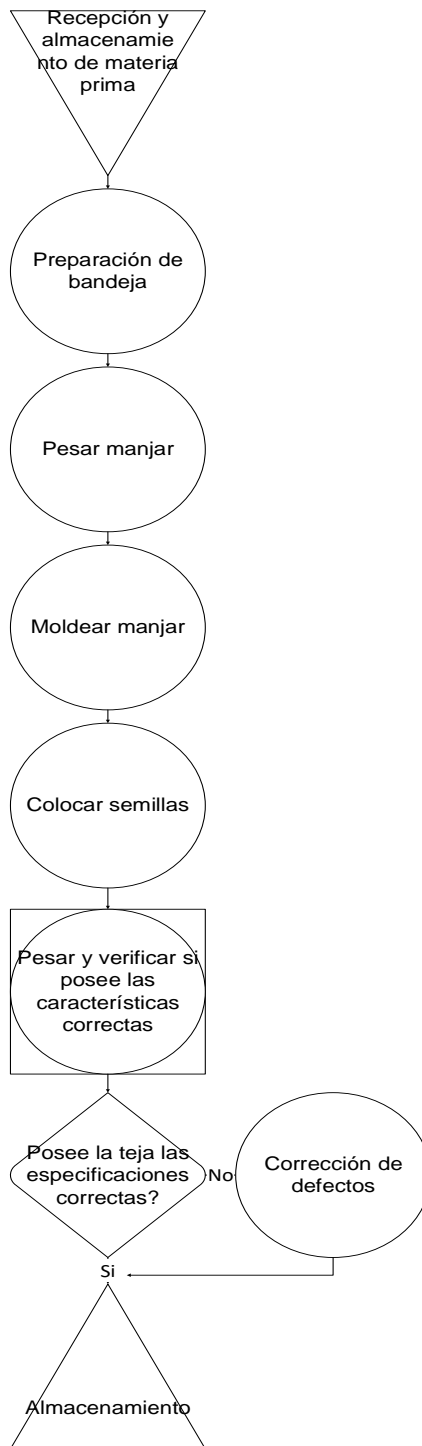 Recepción y
almacenamie
nto de materia
prima
Preparación de
bandeja
Pesar manjar
Moldear manjar
Colocar semillas
Pesar y verificar si
posee las
características
correctas
Posee la teja las
especificaciones
correctas?
No
Corrección de
defectos
Si
Almacenamiento